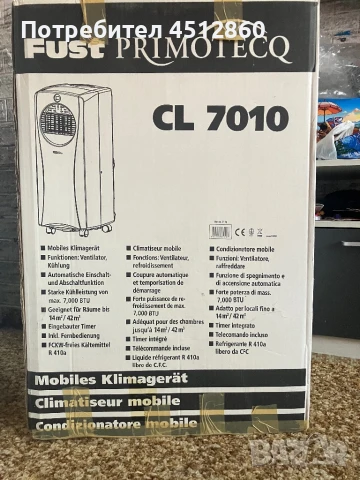 Потребител 4512860
FUST PRIMOTECQ
CL 7010
Mobiles Klimagerät
Funktionen: Ventilator,
Kühlung
Automatische Einschalt-
und Abschaltfunktion
Starke Kühlleistung von
max. 7,000 BTU
Geeignet für Räume bis
14m²/ 42m³
Eingebauter Timer
Inkl. Fernbedienung
FCKW-freies Kältemittel
R 410a
Climatiseur mobile
Fonctions: Ventilateur,
refroidissement
Coupure automatique
et temporisation de
démarrage
Forte puissance de re-
froidissement de max.
7,000 BTU
Adéquat pour des chambres
jusqu'à 14m²/ 42m³
Timer intégré
Télécommande incluse
Liquide réfrigerant R 410a
libre de C.F.C.
Condizionatore mobile
Funzioni: Ventilatore,
raffreddare
Funzione di spegnimento e
di accensione automatica
Forte potenza di mass.
7,000 BTU
Adatto per locali fino a
14m²/ 42m³
Timer integrato
Telecomando incluso
Refrigerente R 410a
libero da CFC
Mobiles Klimagerät
Climatiseur mobile
Condizionatore mobile